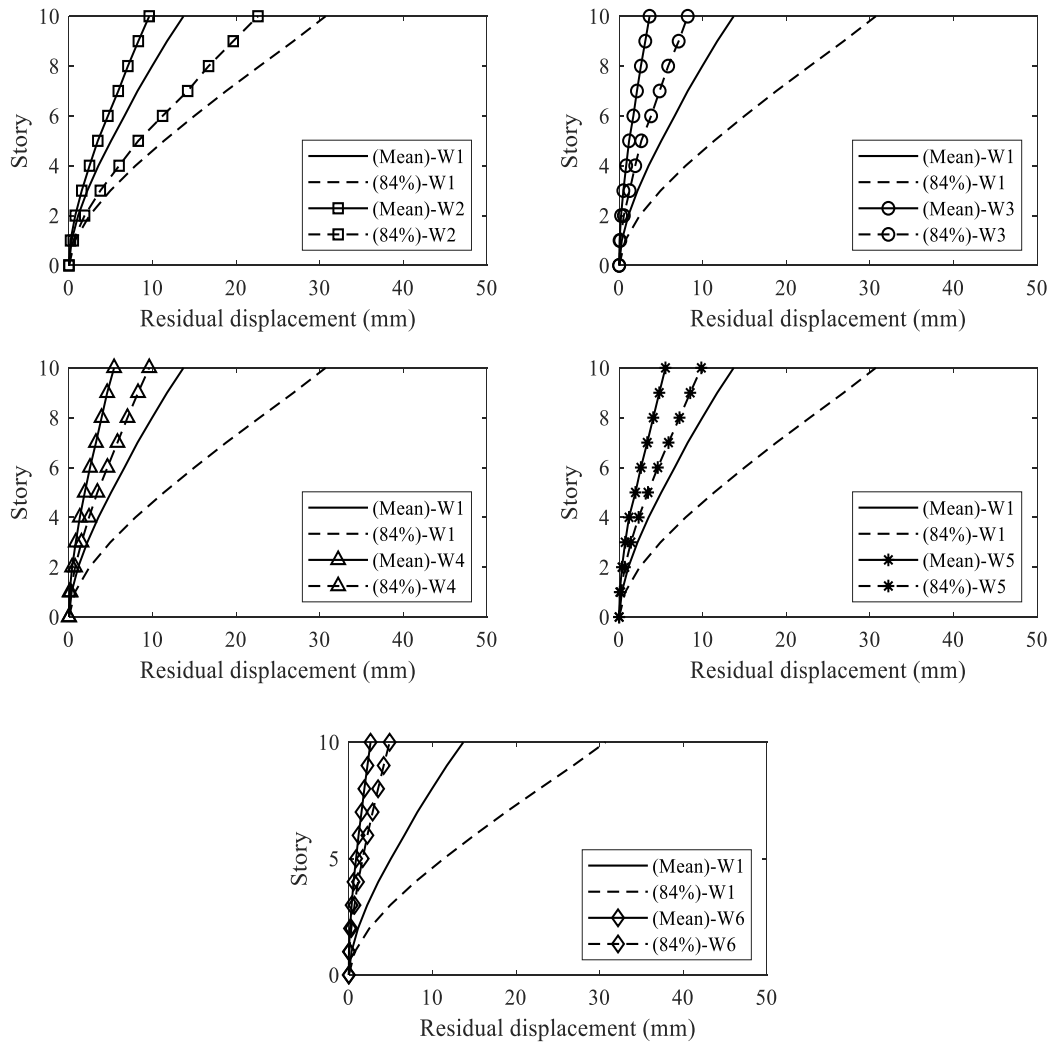 10
8
6
4
2
0
Story
(Mean)-W1
(84%)-W1
(Mean)-W2
(84%)-W2
0 10 20 30 40 50
Residual displacement (mm)
10
8
6
4
2
0
Story
(Mean)-W1
(84%)-W1
(Mean)-W3
(84%)-W3
0 10 20 30 40 50
Residual displacement (mm)
10
8
6
4
2
0
Story
(Mean)-W1
(84%)-W1
(Mean)-W4
(84%)-W4
0 10 20 30 40 50
Residual displacement (mm)
10
8
6
4
2
0
Story
(Mean)-W1
(84%)-W1
(Mean)-W5
(84%)-W5
0 10 20 30 40 50
Residual displacement (mm)
10
5
0
Story
(Mean)-W1
(84%)-W1
(Mean)-W6
(84%)-W6
0 10 20 30 40 50
Residual displacement (mm)